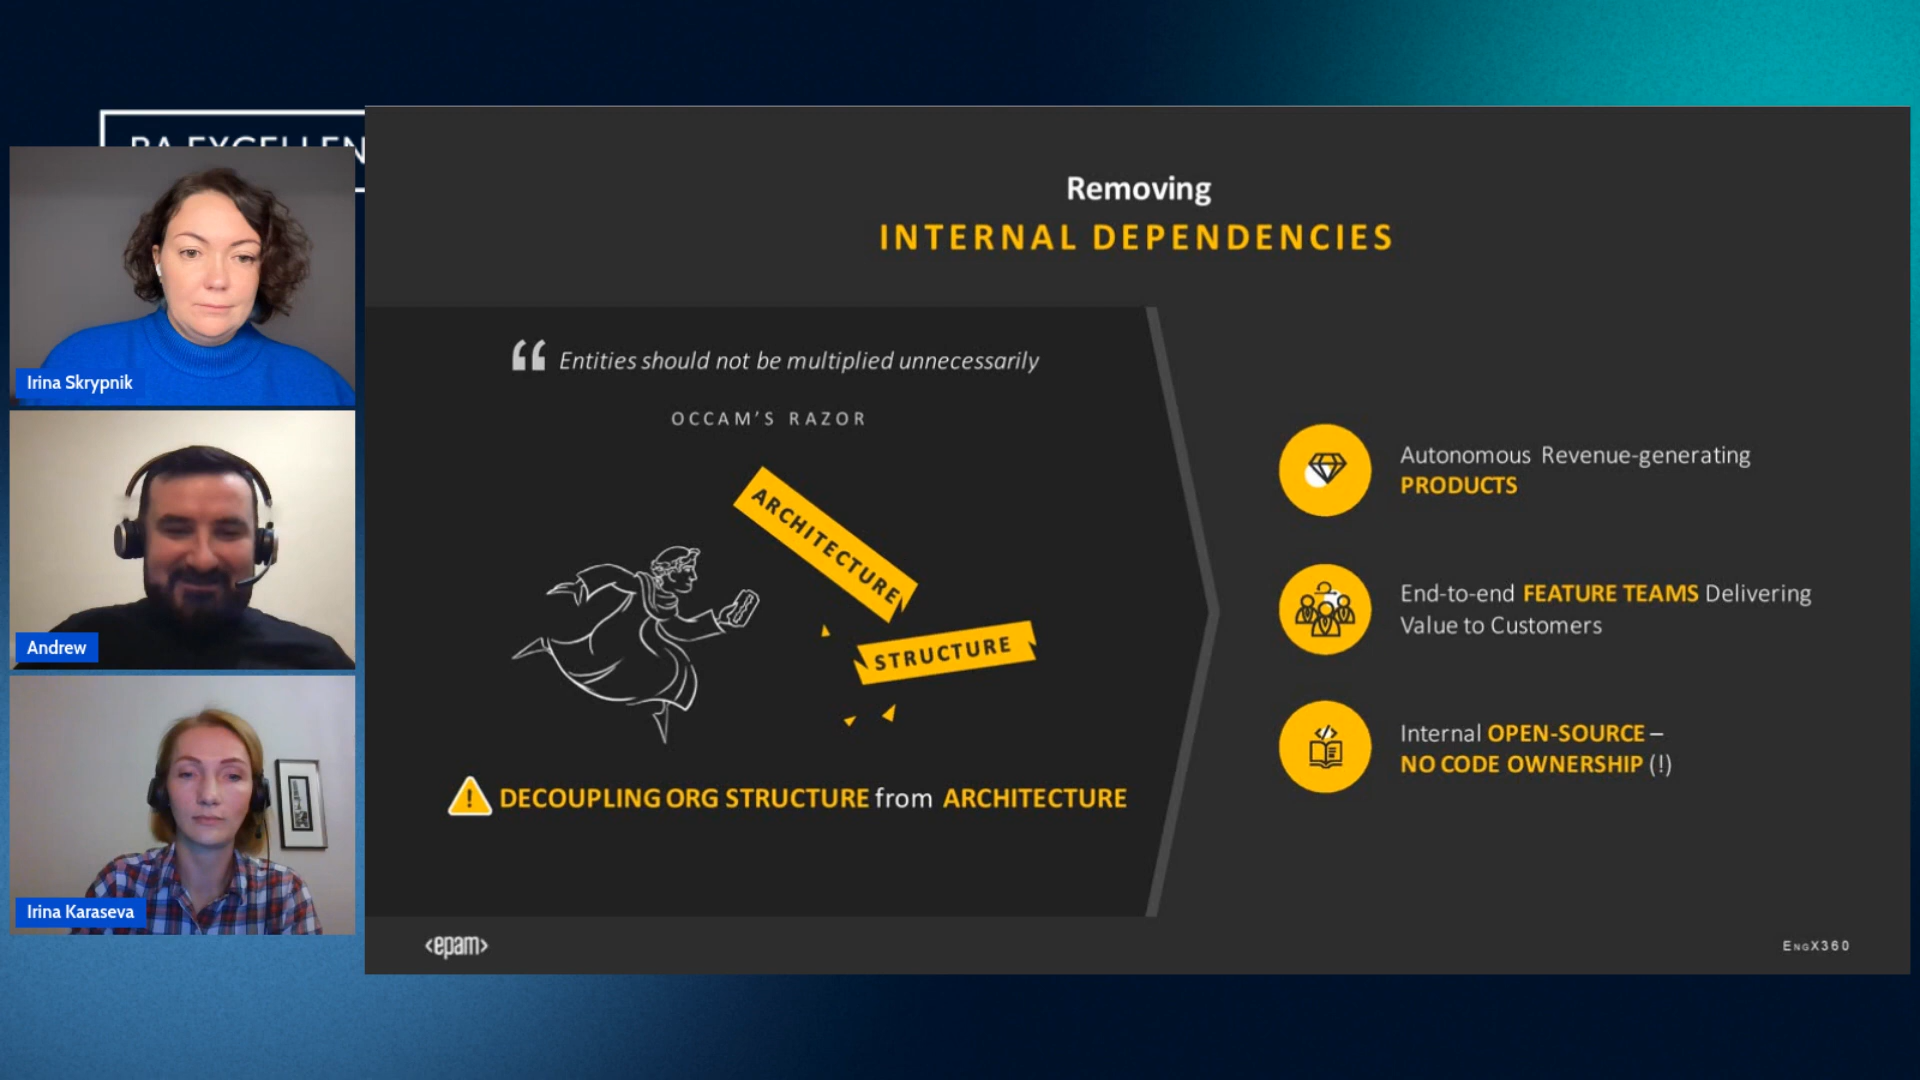 BA EXCELLEN
Irina Skrypnik
Andrew
Irina Karaseva
Removing
INTERNAL DEPENDENCIES
“ Entities should not be multiplied unnecessarily
OCCAM’S RAZOR
ARCHITECTURE
STRUCTURE
DECOUPLING ORG STRUCTURE from ARCHITECTURE
Autonomous Revenue-generating
PRODUCTS
End-to-end FEATURE TEAMS Delivering
Value to Customers
Internal OPEN-SOURCE –
NO CODE OWNERSHIP (!)
<epam>
ENGX360